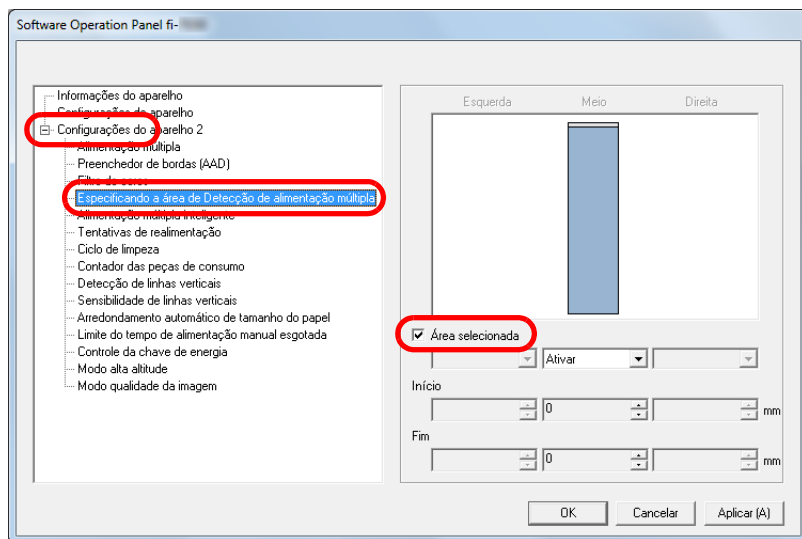 Software Operation Panel fi-
Informações do aparelho
Configurações do aparelho
Configurações do aparelho 2
Alimentação múltipla
Preenchedor de bordas (AAD)
Filtro de cores
Especificando a área de Detecção de alimentação múltipla
Alimentação múltipla inteligente
Tentativas de realimentação
Ciclo de limpeza
Contador das peças de consumo
Detecção de linhas verticais
Sensibilidade de linhas verticais
Arredondamento automático de tamanho do papel
Limite do tempo de alimentação manual esgotada
Controle da chave de energia
Modo alta altitude
Modo qualidade da imagem
Esquerda Meio Direita
Área selecionada
Ativar
Início
0 mm
Fim
0 mm
OK Cancelar Aplicar (A)